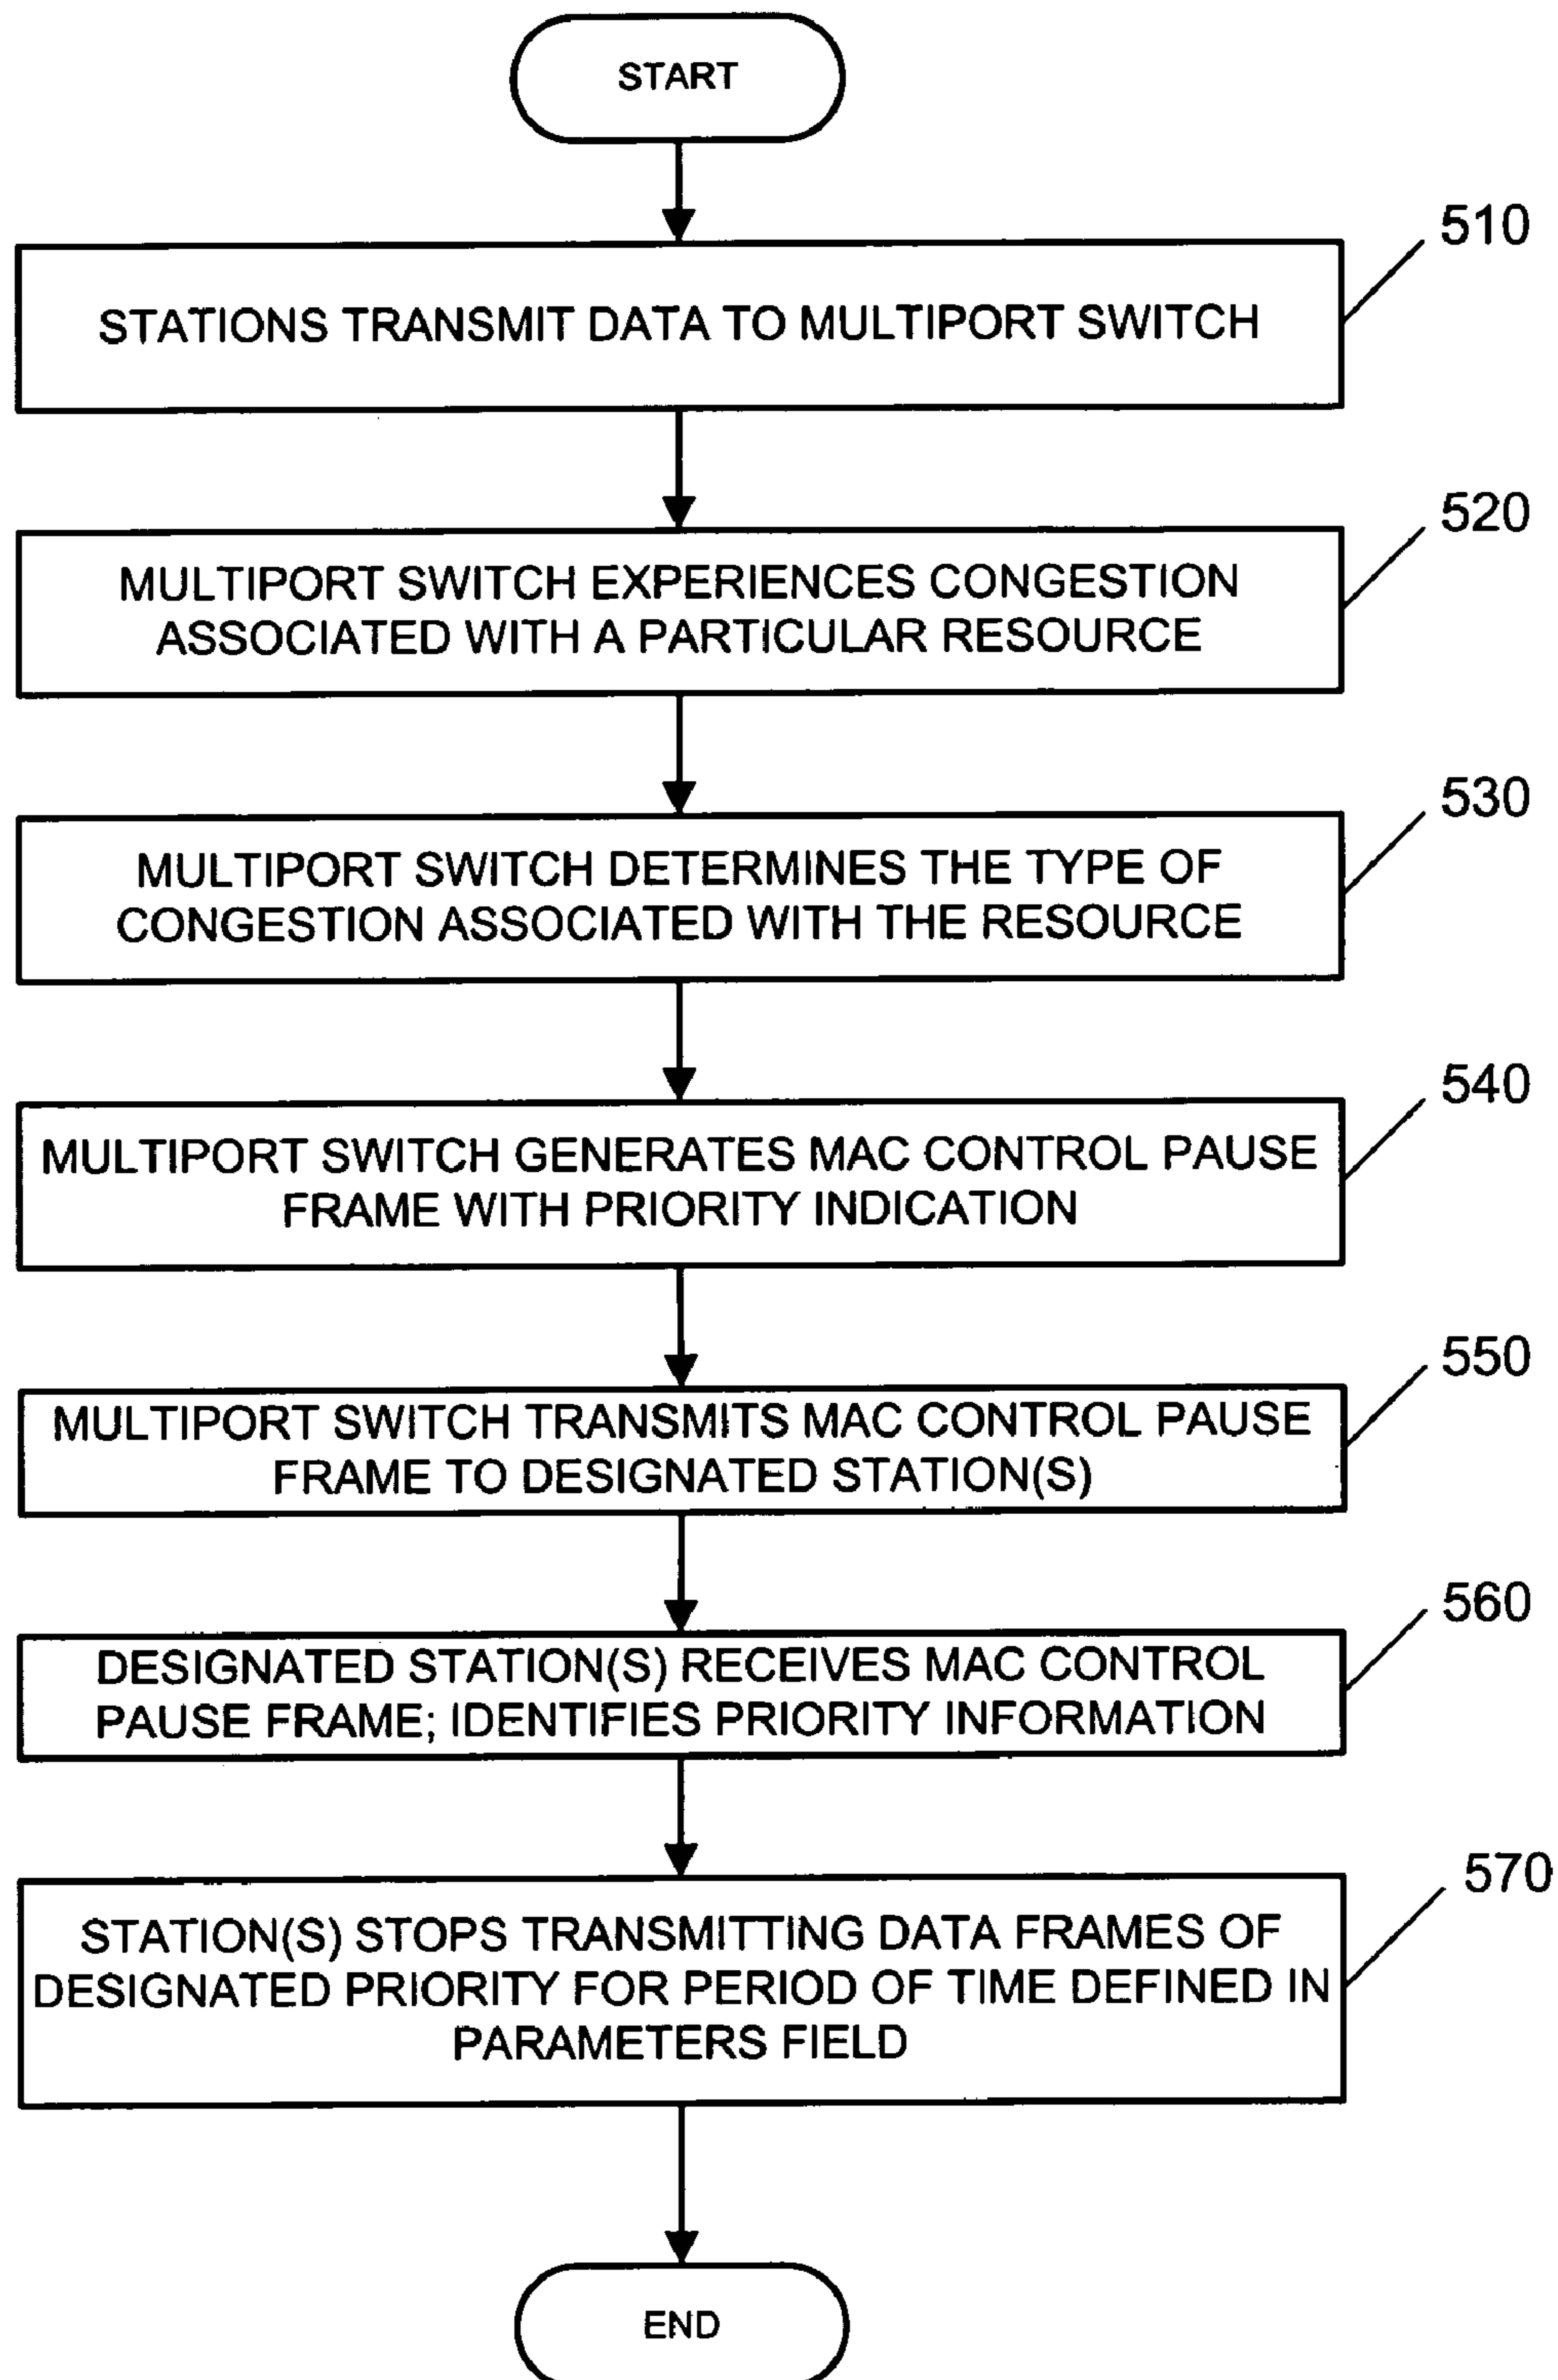 START
510
STATIONS TRANSMIT DATA TO MULTIPORT SWITCH
520
MULTIPORT SWITCH EXPERIENCES CONGESTION
ASSOCIATED WITH A PARTICULAR RESOURCE
530
MULTIPORT SWITCH DETERMINES THE TYPE OF
CONGESTION ASSOCIATED WITH THE RESOURCE
540
MULTIPORT SWITCH GENERATES MAC CONTROL PAUSE
FRAME WITH PRIORITY INDICATION
550
MULTIPORT SWITCH TRANSMITS MAC CONTROL PAUSE
FRAME TO DESIGNATED STATION(S)
560
DESIGNATED STATION(S) RECEIVES MAC CONTROL
PAUSE FRAME; IDENTIFIES PRIORITY INFORMATION
570
STATION(S) STOPS TRANSMITTING DATA FRAMES OF
DESIGNATED PRIORITY FOR PERIOD OF TIME DEFINED IN
PARAMETERS FIELD
END